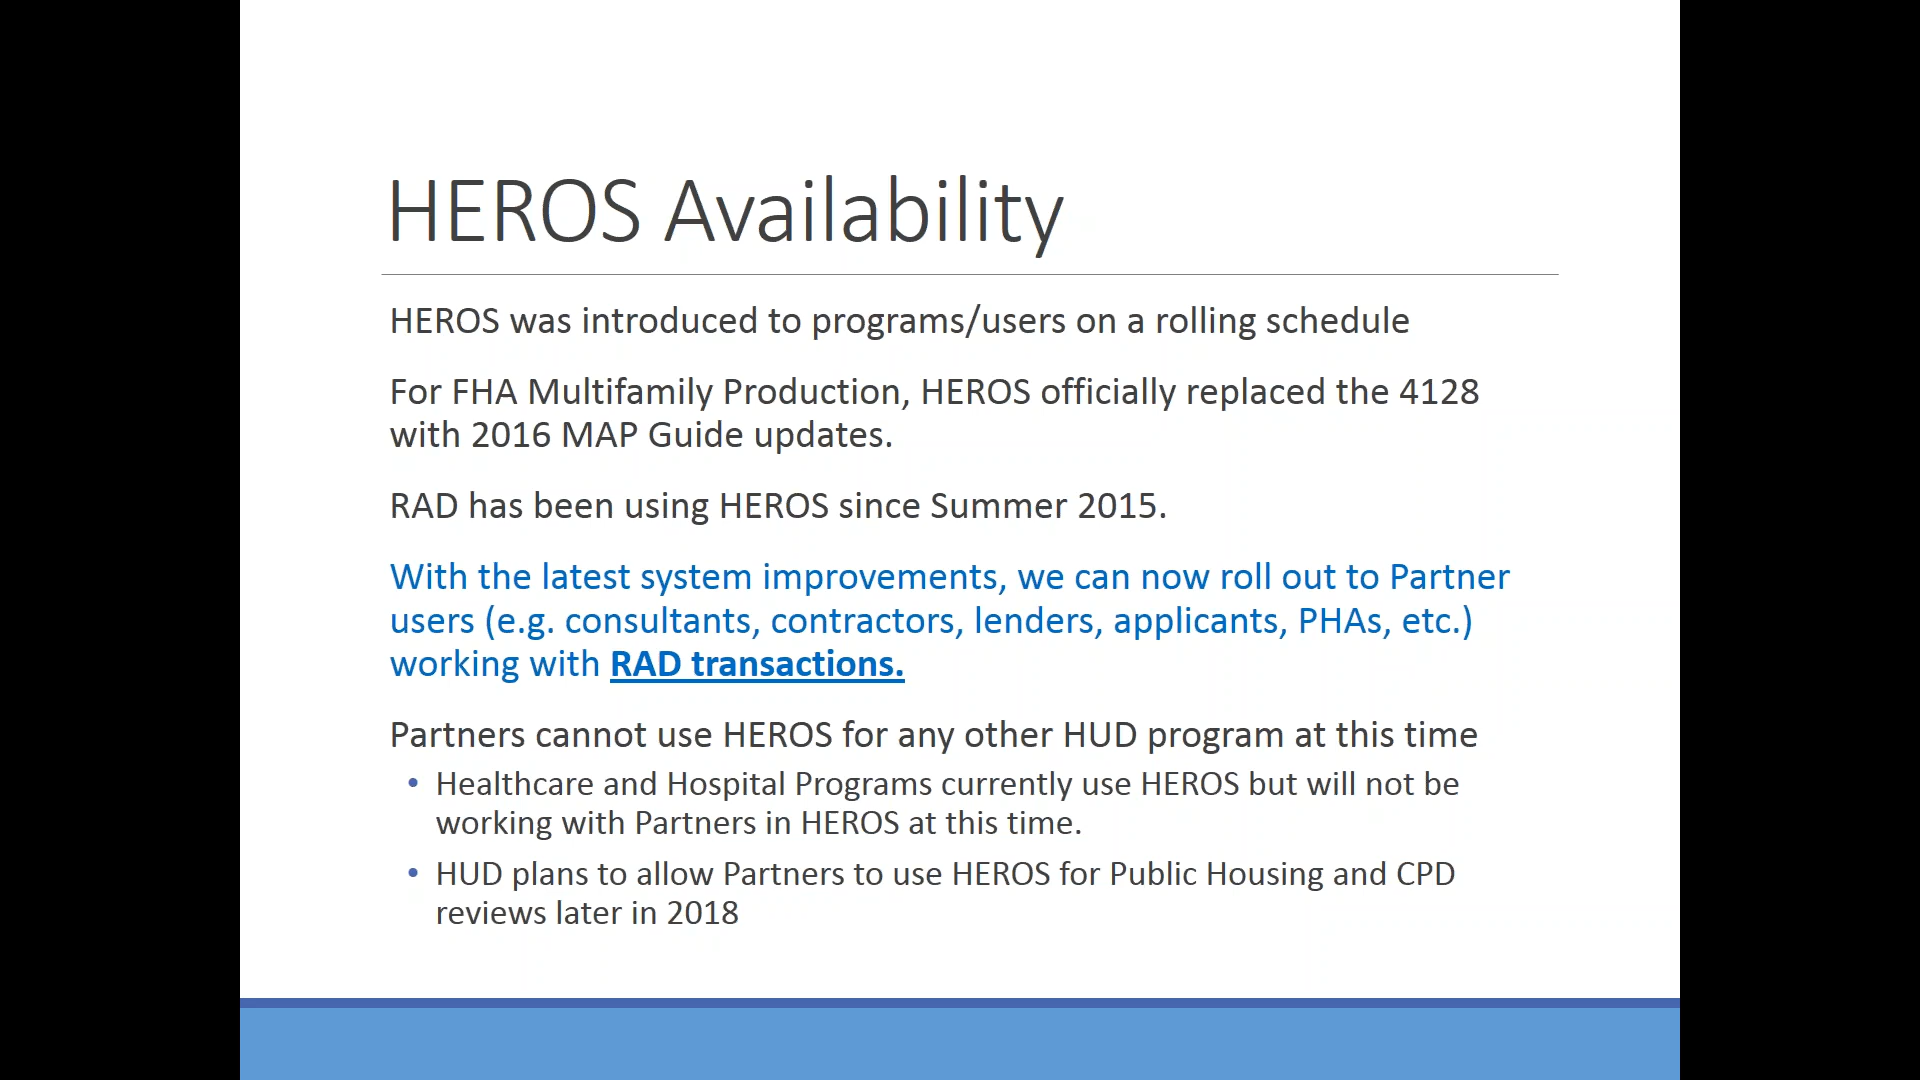 HEROS Availability
HEROS was introduced to programs/users on a rolling schedule
For FHA Multifamily Production, HEROS officially replaced the 4128
with 2016 MAP Guide updates.
RAD has been using HEROS since Summer 2015.
With the latest system improvements, we can now roll out to Partner
users (e.g. consultants, contractors, lenders, applicants, PHAs, etc.)
working with RAD transactions.
Partners cannot use HEROS for any other HUD program at this time
• Healthcare and Hospital Programs currently use HEROS but will not be
working with Partners in HEROS at this time.
• HUD plans to allow Partners to use HEROS for Public Housing and CPD
reviews later in 2018